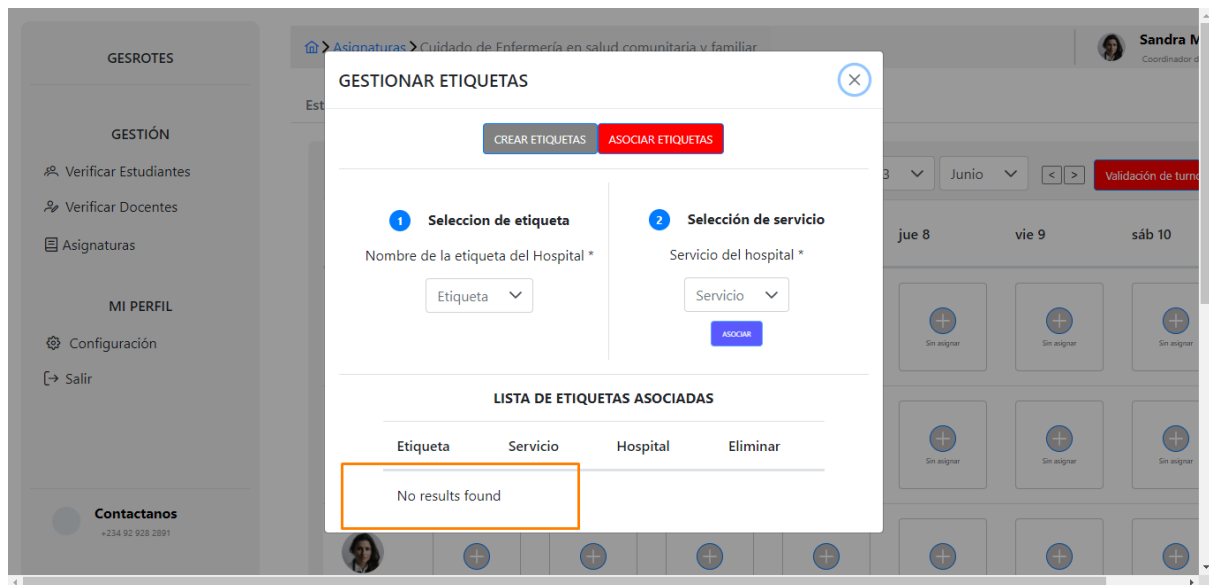 GESROTES
GESTIÓN
Verificar Estudiantes
Verificar Docentes
Asignaturas
MI PERFIL
Configuración
Salir
Contactanos
+234 92 928 2891
Asignaturas Cuidado de Enfermería en salud comunitaria y familiar
Sandra M
Coordinador d
Est
GESTIONAR ETIQUETAS
CREAR ETIQUETAS
ASOCIAR ETIQUETAS
1 Seleccion de etiqueta
Nombre de la etiqueta del Hospital *
Etiqueta
2 Selección de servicio
Servicio del hospital *
Servicio
ASOCIAR
LISTA DE ETIQUETAS ASOCIADAS
Etiqueta Servicio Hospital Eliminar
No results found
3 Junio < > Validación de turno
jue 8 vie 9 sáb 10
Sin asignar Sin asignar Sin asignar
Sin asignar Sin asignar Sin asignar